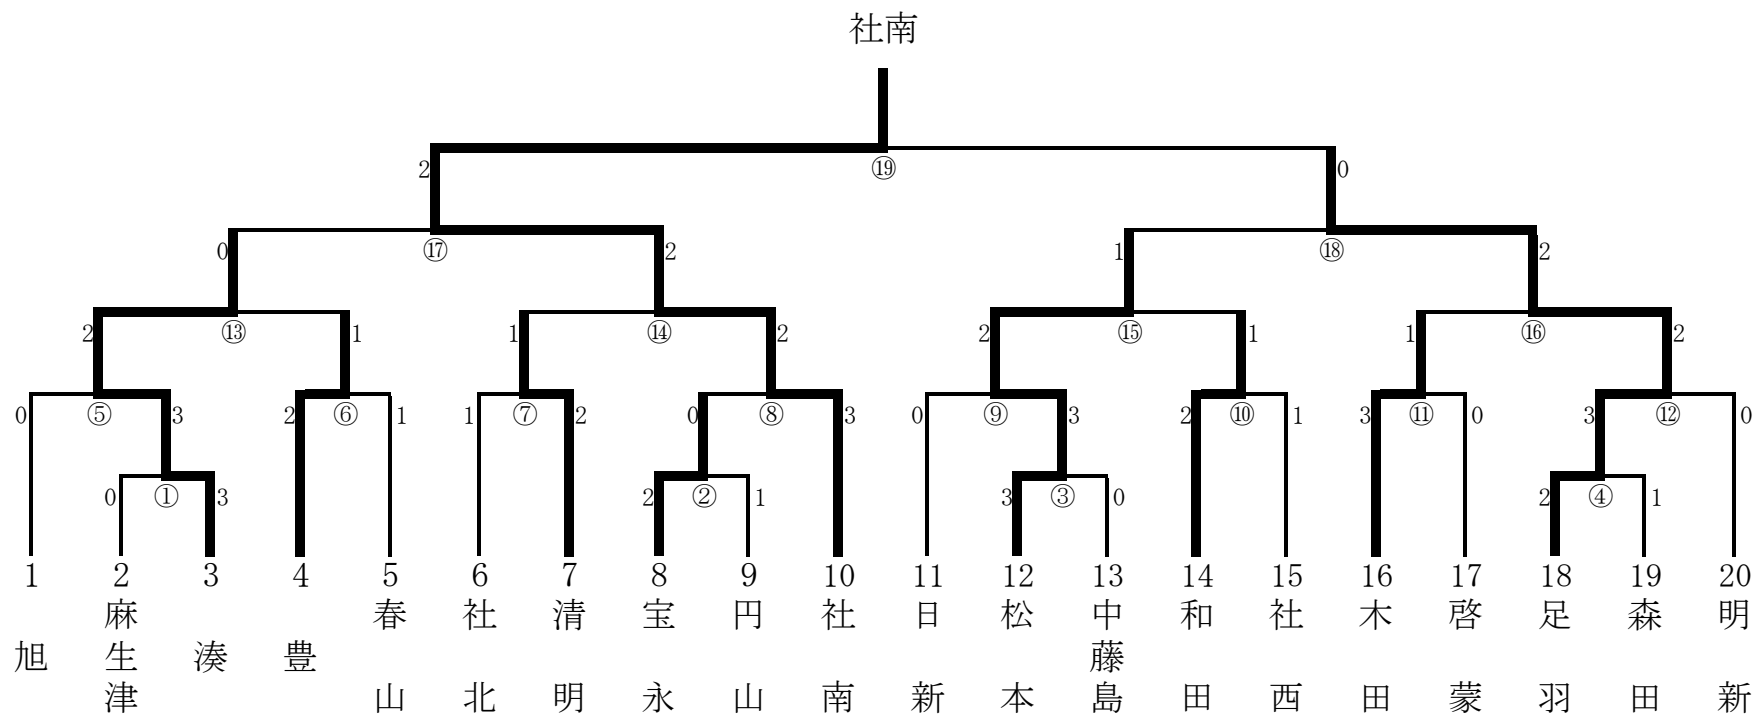 社南
2 ⑲ 0
0 ⑰ 2 1 ⑱ 2
2 ⑬ 1 1 ⑭ 2 2 ⑮ 1 1 ⑯ 2
0 ⑤ 3 2 ⑥ 1 1 ⑦ 2 0 ⑧ 3 0 ⑨ 3 2 ⑩ 1 3 ⑪ 0 3 ⑫ 0
0 ① 3 2 ② 1 3 ③ 0 2 ④ 1
1 2 3 4 5 6 7 8 9 10 11 12 13 14 15 16 17 18 19 20
旭
麻生津
湊
豊
春山
社北
清明
宝永
円山
社南
日新
松本
中藤島
和田
社西
木田
啓蒙
足羽
森田
明新